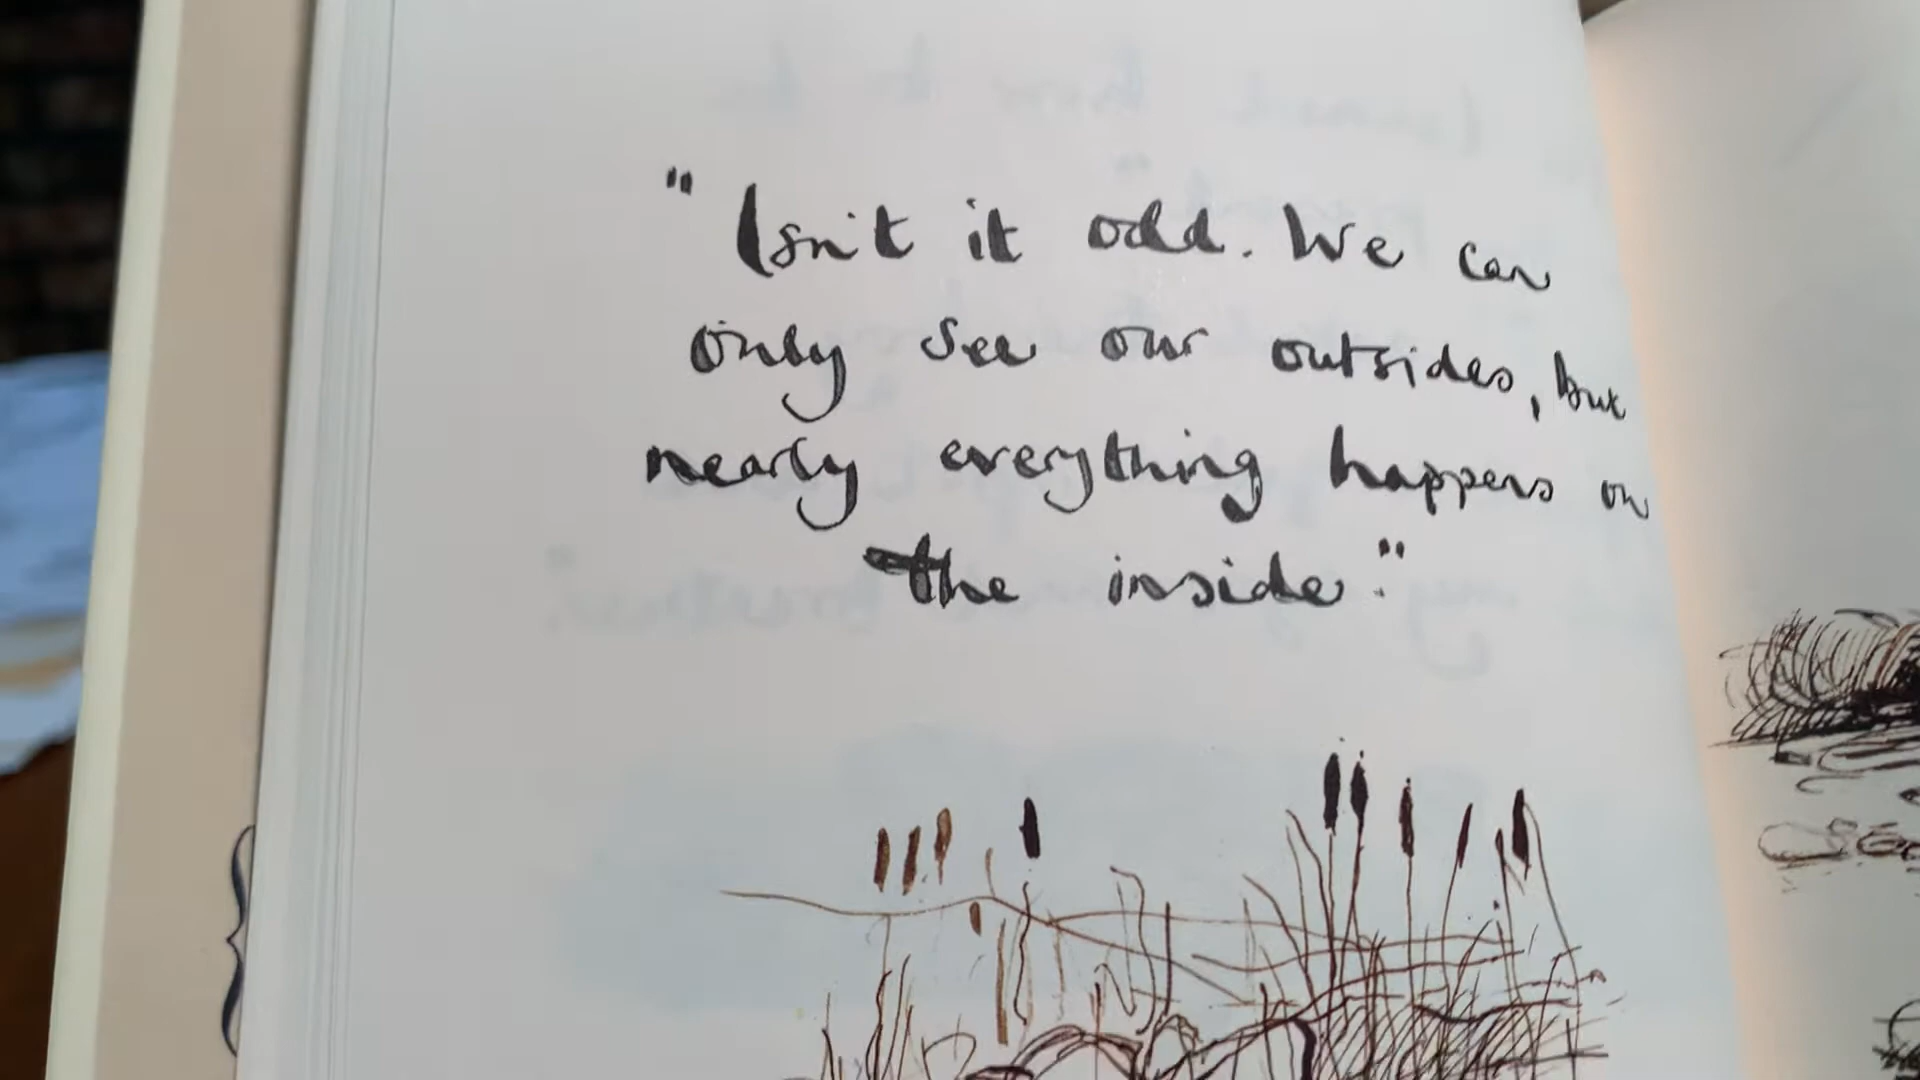 "Isn't it odd. We can
only see our outsides, but
nearly everything happens on
the inside."